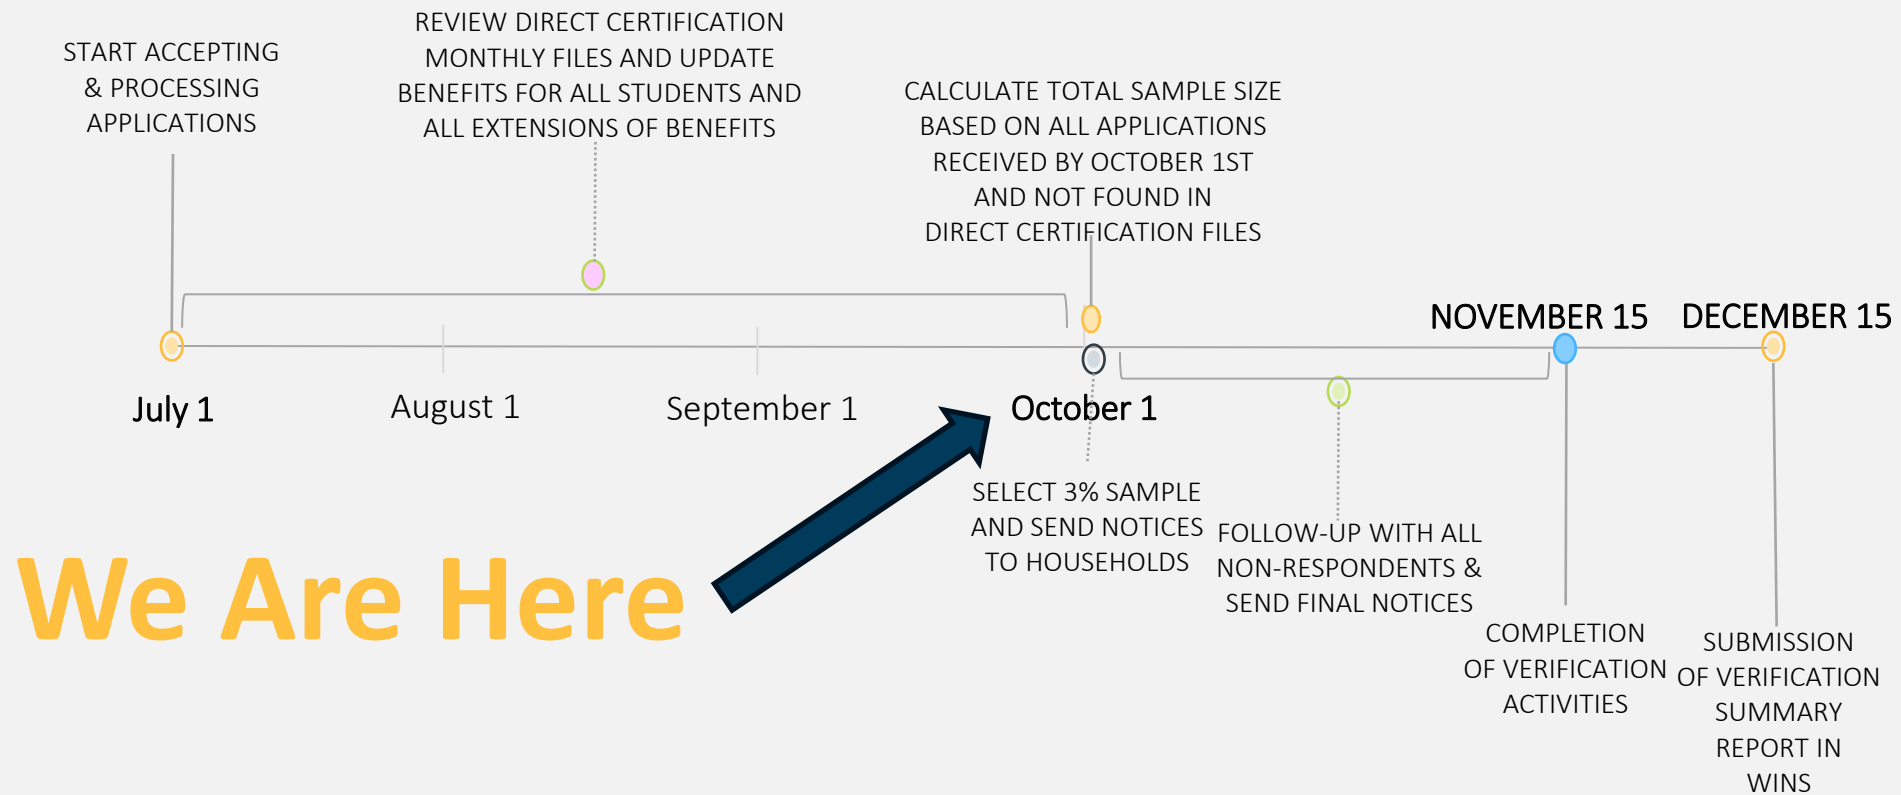 START ACCEPTING
& PROCESSING
APPLICATIONS
REVIEW DIRECT CERTIFICATION
MONTHLY FILES AND UPDATE
BENEFITS FOR ALL STUDENTS AND
ALL EXTENSIONS OF BENEFITS
CALCULATE TOTAL SAMPLE SIZE
BASED ON ALL APPLICATIONS
RECEIVED BY OCTOBER 1ST
AND NOT FOUND IN
DIRECT CERTIFICATION FILES
NOVEMBER 15
DECEMBER 15
July 1
August 1
September 1
October 1
SELECT 3% SAMPLE
AND SEND NOTICES
TO HOUSEHOLDS
FOLLOW-UP WITH ALL
NON-RESPONDENTS &
SEND FINAL NOTICES
We Are Here
COMPLETION
OF VERIFICATION
ACTIVITIES
SUBMISSION
OF VERIFICATION
SUMMARY
REPORT IN
WINS